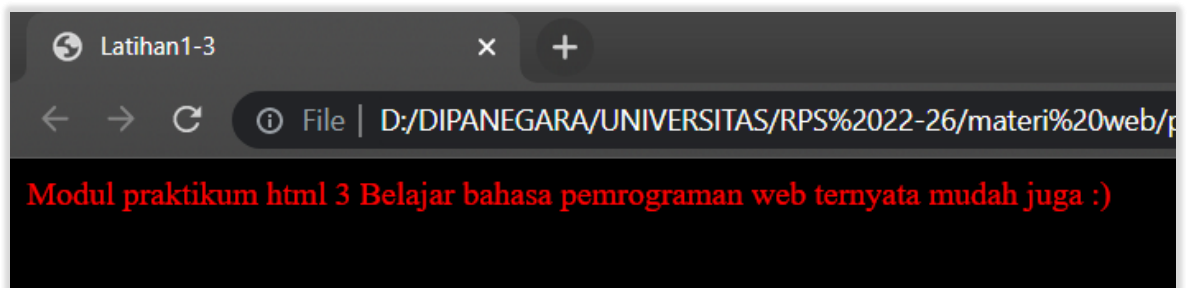 Latihan1-3
File | D:/DIPANEGARA/UNIVERSITAS/RPS%2022-26/materi%20web/p
Modul praktikum html 3 Belajar bahasa pemrograman web ternyata mudah juga :)